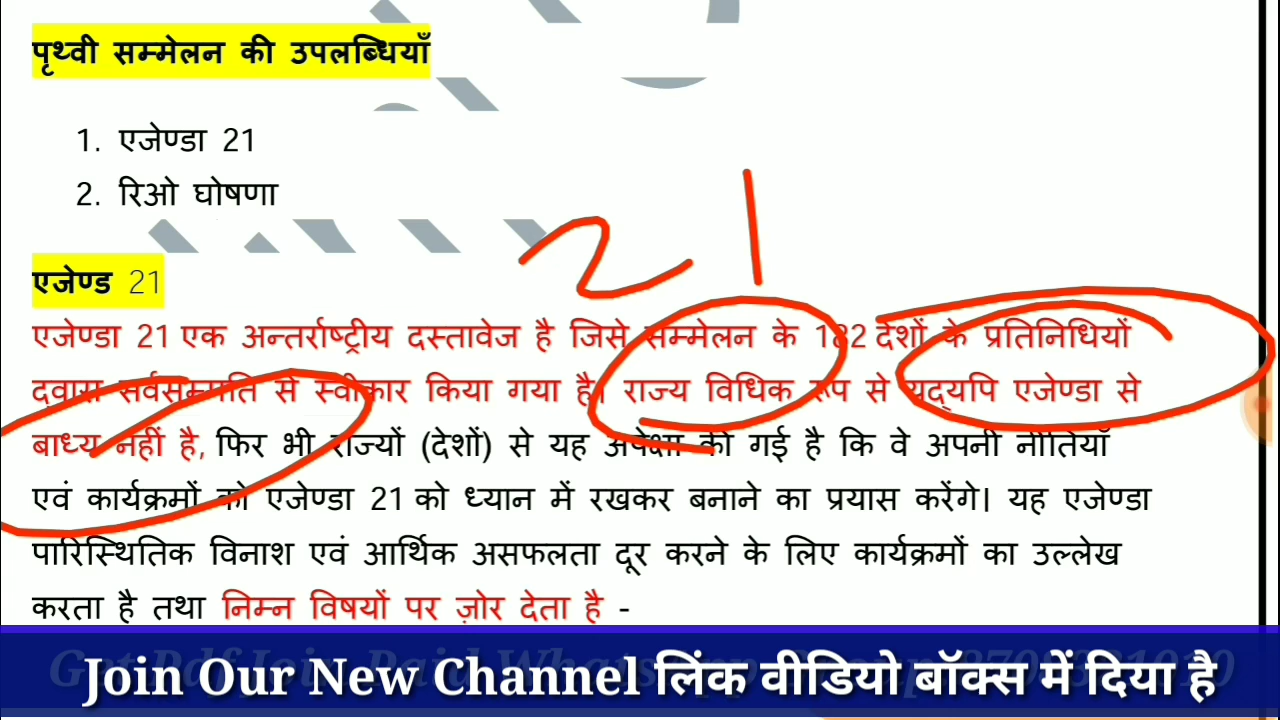 पृथ्वी सम्मेलन की उपलब्धियाँ
1. एजेण्डा 21
2. रिओ घोषणा
21
एजेण्ड 21
एजेण्डा 21 एक अन्तर्राष्ट्रीय दस्तावेज है जिसे सम्मेलन के 182 देशों के प्रतिनिधियों
द्वारा सर्वसम्मति से स्वीकार किया गया है। राज्य विधिक रूप से यद्यपि एजेण्डा से
बाध्य नहीं है, फिर भी राज्यों (देशों) से यह अपेक्षा की गई है कि वे अपनी नीतियाँ
एवं कार्यक्रमों को एजेण्डा 21 को ध्यान में रखकर बनाने का प्रयास करेंगे। यह एजेण्डा
पारिस्थितिक विनाश एवं आर्थिक असफलता दूर करने के लिए कार्यक्रमों का उल्लेख
करता है तथा निम्न विषयों पर ज़ोर देता है -
Join Our New Channel लिंक वीडियो बॉक्स में दिया है